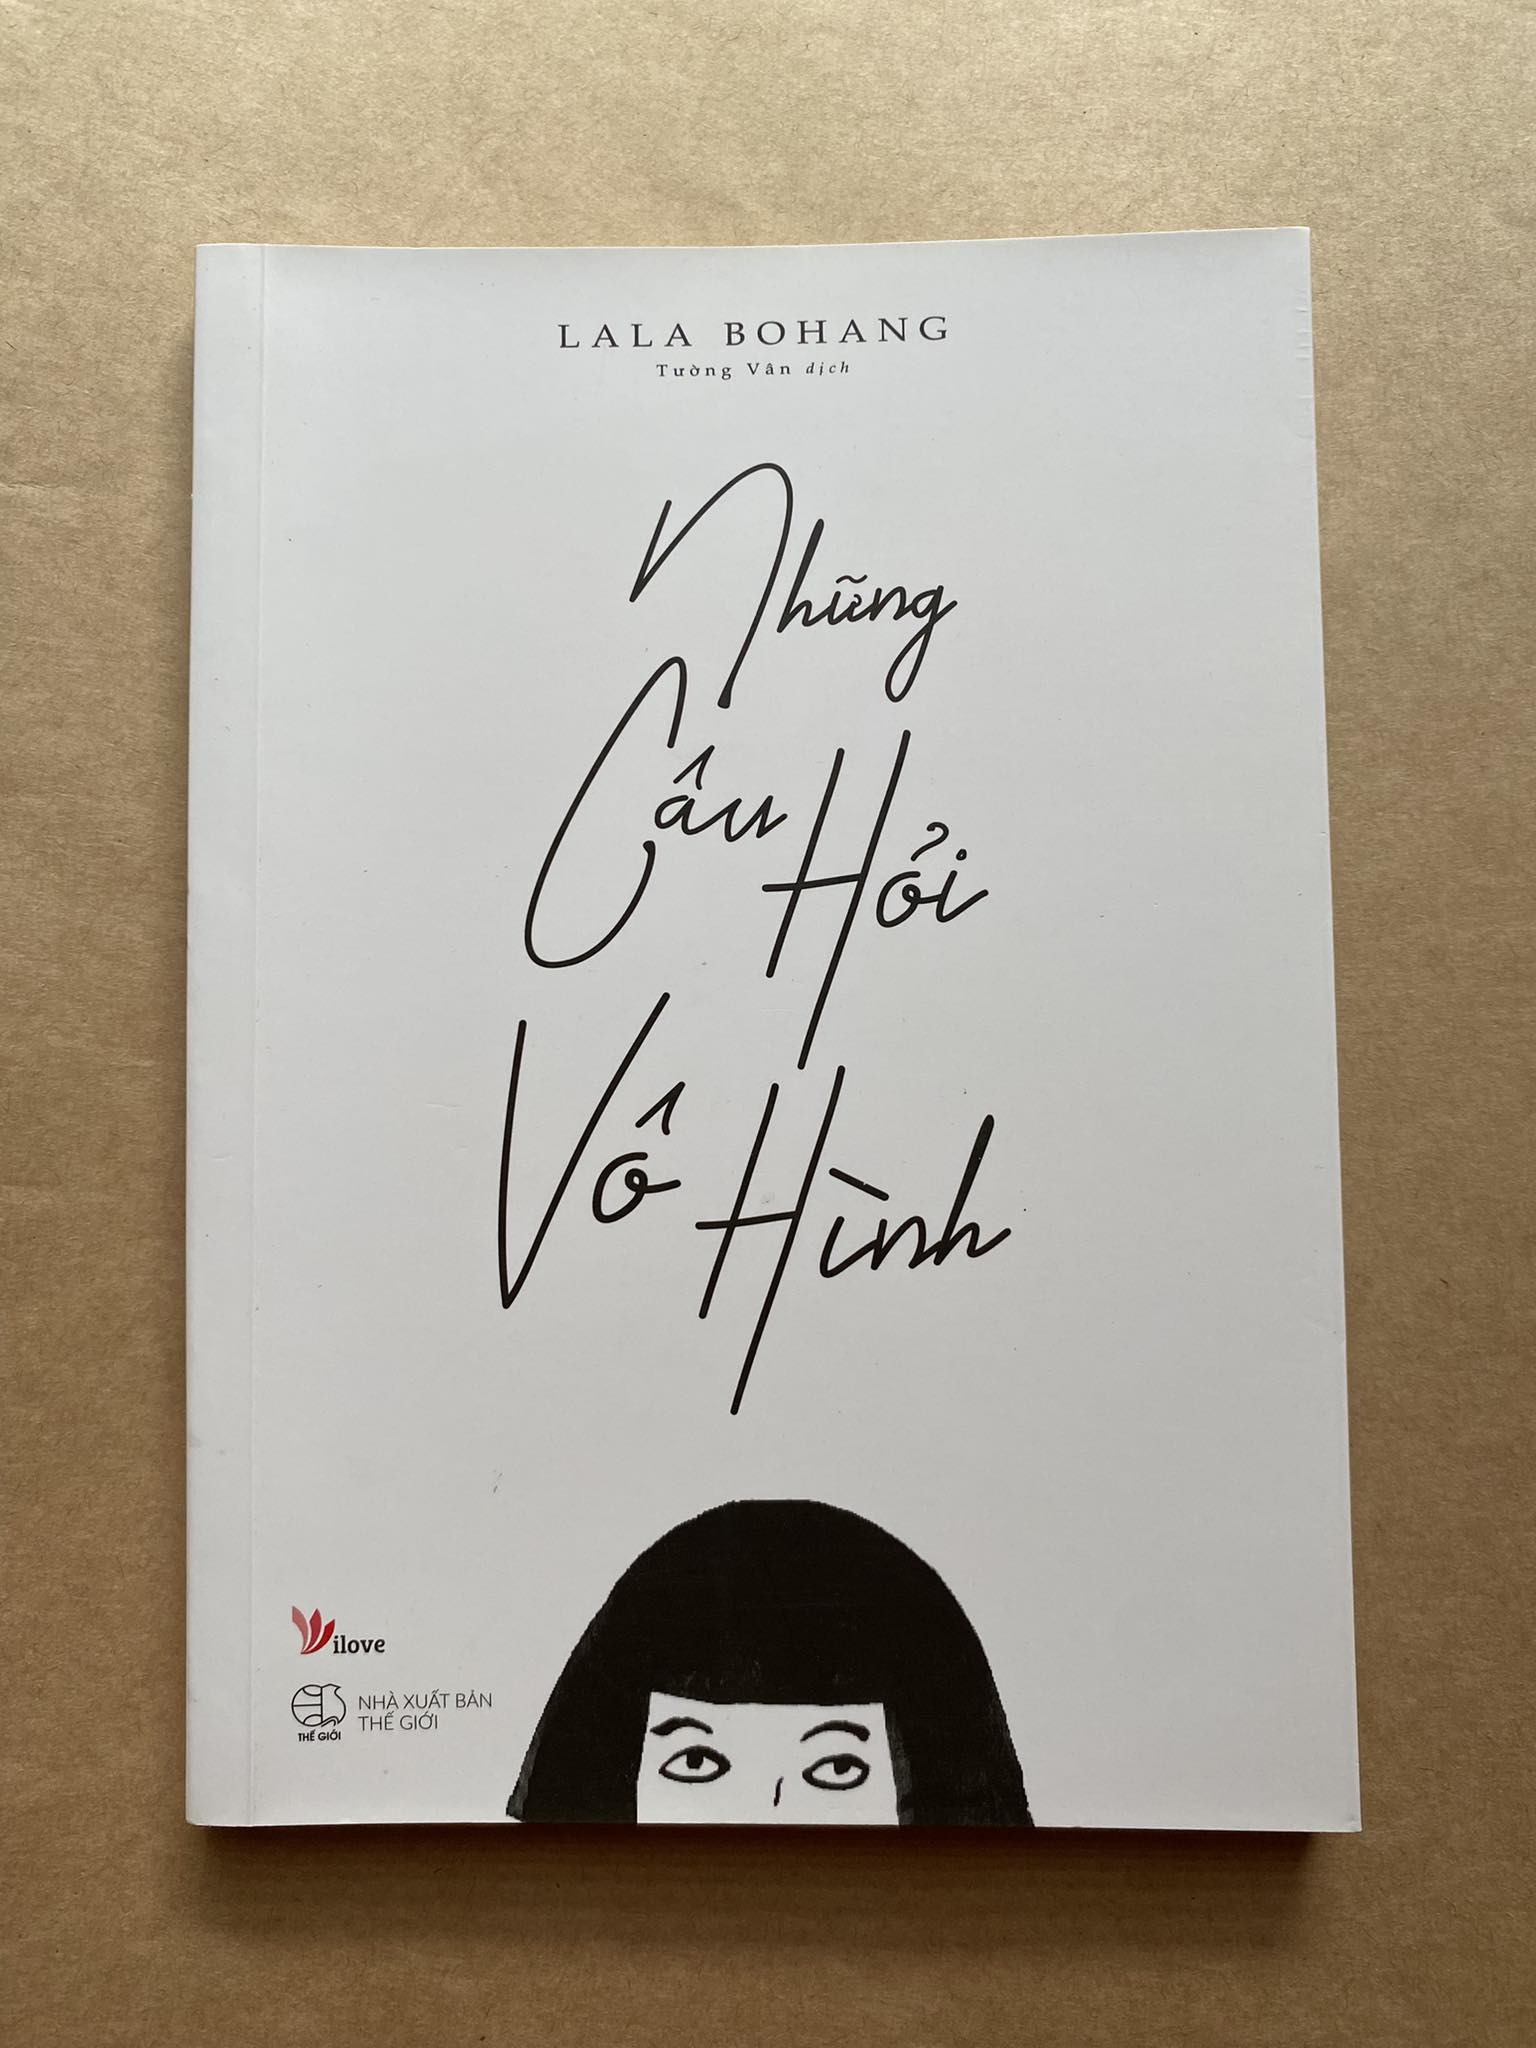 LALA BOHANG
Tường Vân dịch
Những
Câu Hỏi
Vô Hình
ilove
THẾ GIỚI
NHÀ XUẤT BẢN
THẾ GIỚI